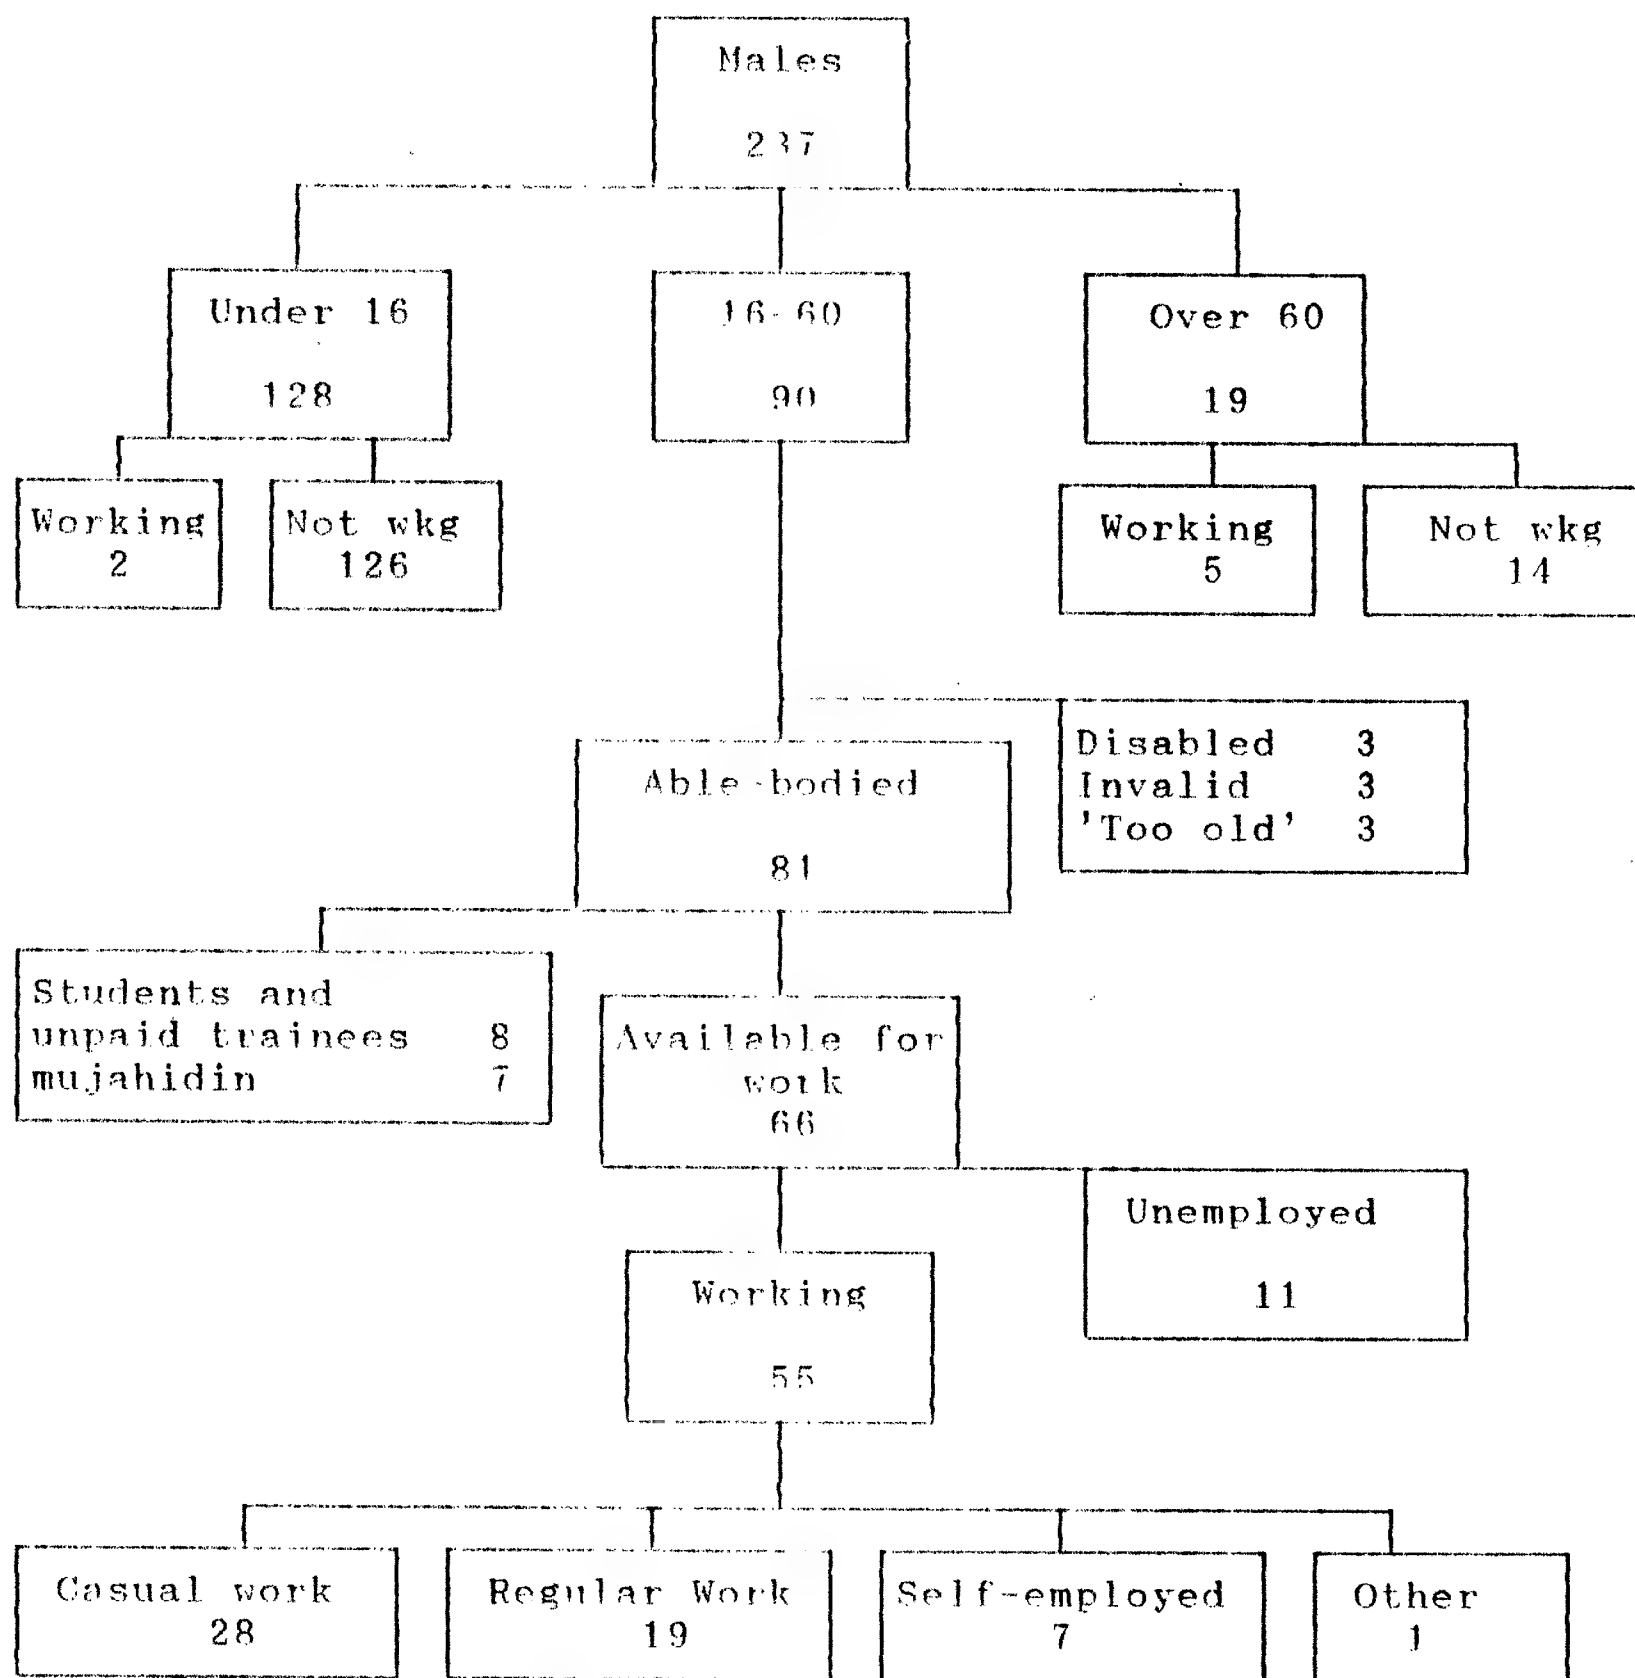 Males
237
Under 16
128
16-60
90
Over 60
19
Working
2
Not wkg
126
Working
5
Not wkg
14
Disabled 3
Invalid 3
'Too old' 3
Able-bodied
81
Students and
unpaid trainees 8
mujahidin 7
Available for
work
66
Unemployed
11
Working
55
Casual work
28
Regular Work
19
Self-employed
7
Other
1